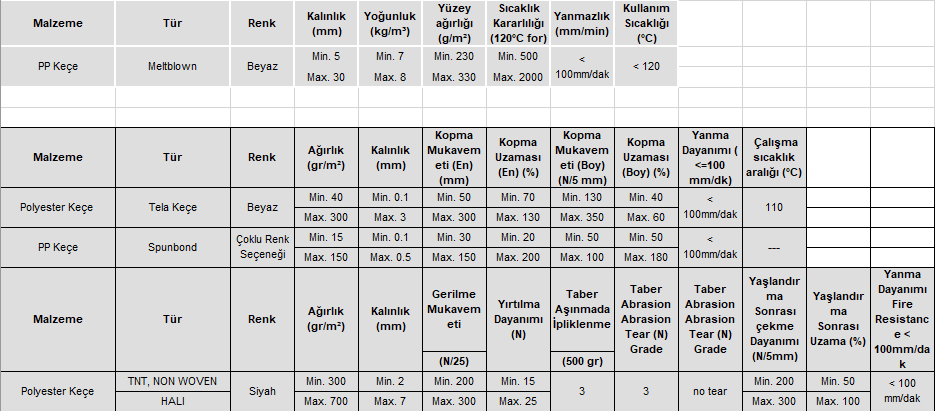 Malzeme Tür Renk Kalınlık (mm) Yoğunluk (kg/m³) Yüzey ağırlığı (g/m²) Sıcaklık Kararlılığı (120°C for) Yanmazlık (mm/min) Kullanım Sıcaklığı (°C)
PP Keçe Meltblown Beyaz Min. 5 Min. 7 Min. 230 Min. 500 < 100mm/dak < 120
Max. 30 Max. 8 Max. 330 Max. 2000
Malzeme Tür Renk Ağırlık (gr/m²) Kalınlık (mm) Kopma Mukavemeti (En) (mm) Kopma Uzaması (En) (%) Kopma Mukavemeti (Boy) (N/5 mm) Kopma Uzaması (Boy) (%) Yanma Dayanımı ( <=100 mm/dk) Çalışma sıcaklık aralığı (°C)
Polyester Keçe Tela Keçe Beyaz Min. 40 Min. 0.1 Min. 50 Min. 70 Min. 130 Min. 40 < 100mm/dak 110
Max. 300 Max. 3 Max. 300 Max. 130 Max. 350 Max. 60
PP Keçe Spunbond Çoklu Renk Seçeneği Min. 15 Min. 0.1 Min. 30 Min. 20 Min. 50 Min. 50 < 100mm/dak ---
Max. 150 Max. 0.5 Max. 150 Max. 200 Max. 100 Max. 180
Malzeme Tür Renk Ağırlık (gr/m²) Kalınlık (mm) Gerilme Mukavemeti (N/25) Yırtılma Dayanımı (N) Taber Aşınmada İpliklenme (500 gr) Taber Abrasion Tear (N) Grade Taber Abrasion Abrasion Tear (N) Grade Yaşlandırma Sonrası çekme Dayanımı (N/5mm) Yaşlandırma Sonrası Uzama (%) Yanma Dayanımı Fire Resistance < 100mm/dak
Polyester Keçe TNT, NON WOVEN Siyah Min. 300 Min. 2 Min. 200 Min. 15 3 3 no tear Min. 200 Min. 50 < 100 mm/dak
HALI Max. 700 Max. 7 Max. 300 Max. 25 Max. 300 Max. 100